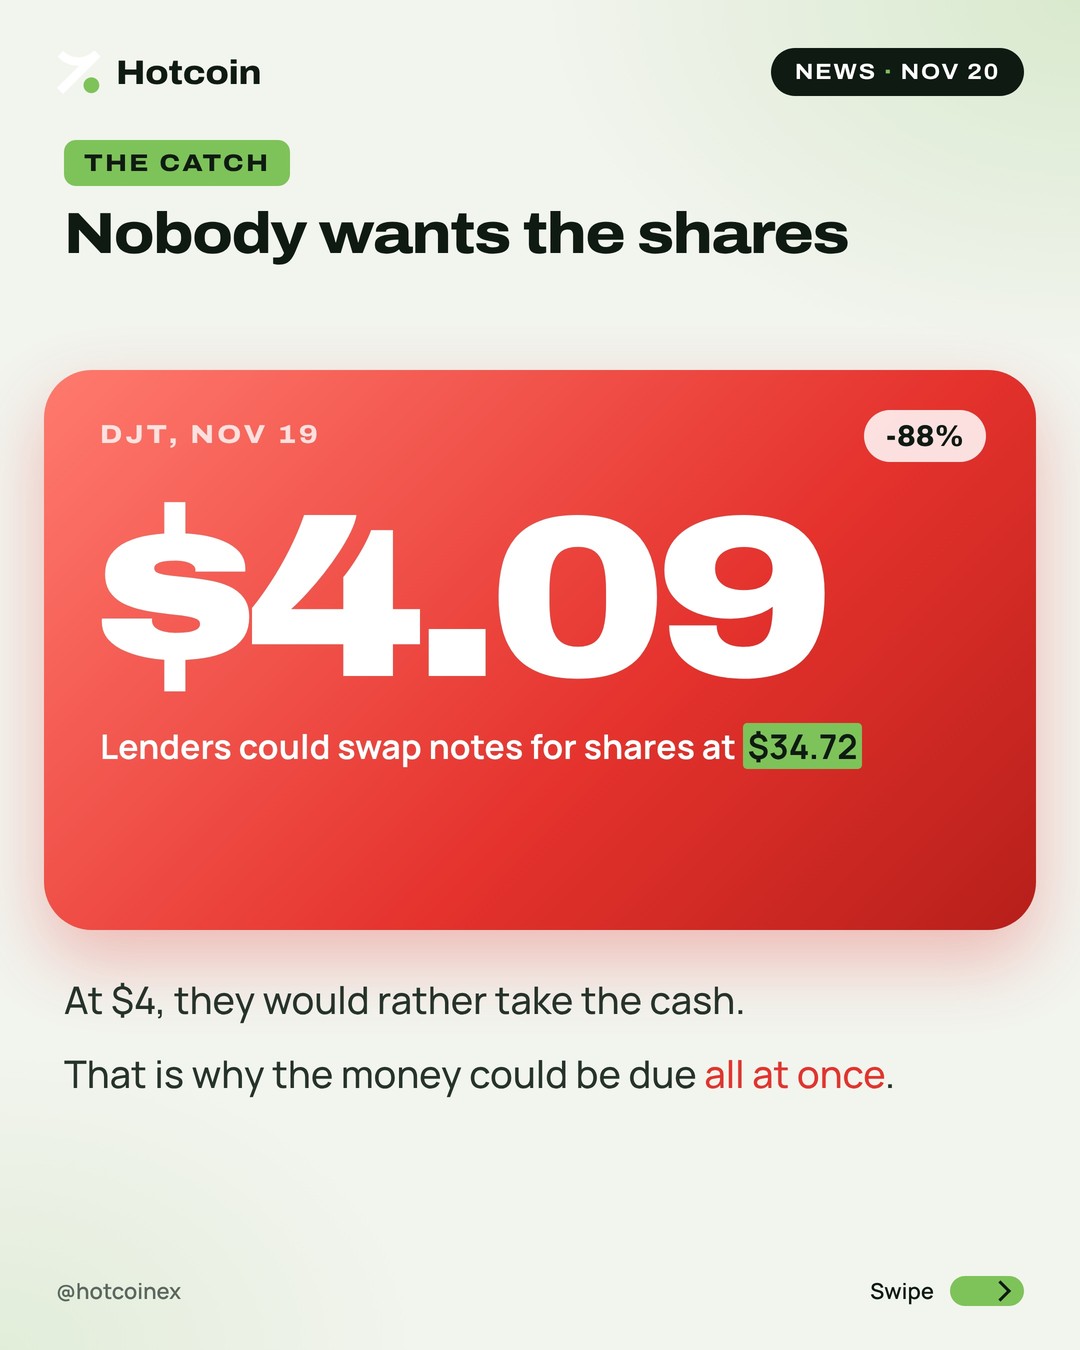 Hotcoin
NEWS · NOV 20
THE CATCH
Nobody wants the shares
DJT, NOV 19
-88%
$4.09
Lenders could swap notes for shares at $34.72
At $4, they would rather take the cash.
That is why the money could be due all at once.
@hotcoinex
Swipe